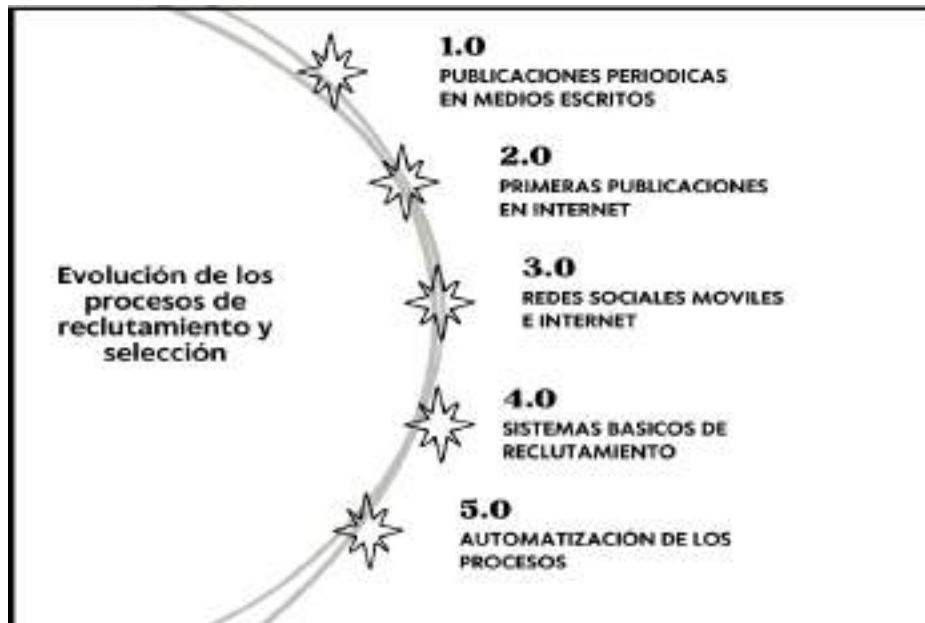 Evolución de los
procesos de
reclutamiento y
selección
1.0
PUBLICACIONES PERIODICAS
EN MEDIOS ESCRITOS
2.0
PRIMERAS PUBLICACIONES
EN INTERNET
3.0
REDES SOCIALES MOVILES
E INTERNET
4.0
SISTEMAS BASICOS DE
RECLUTAMIENTO
5.0
AUTOMATIZACIÓN DE LOS
PROCESOS